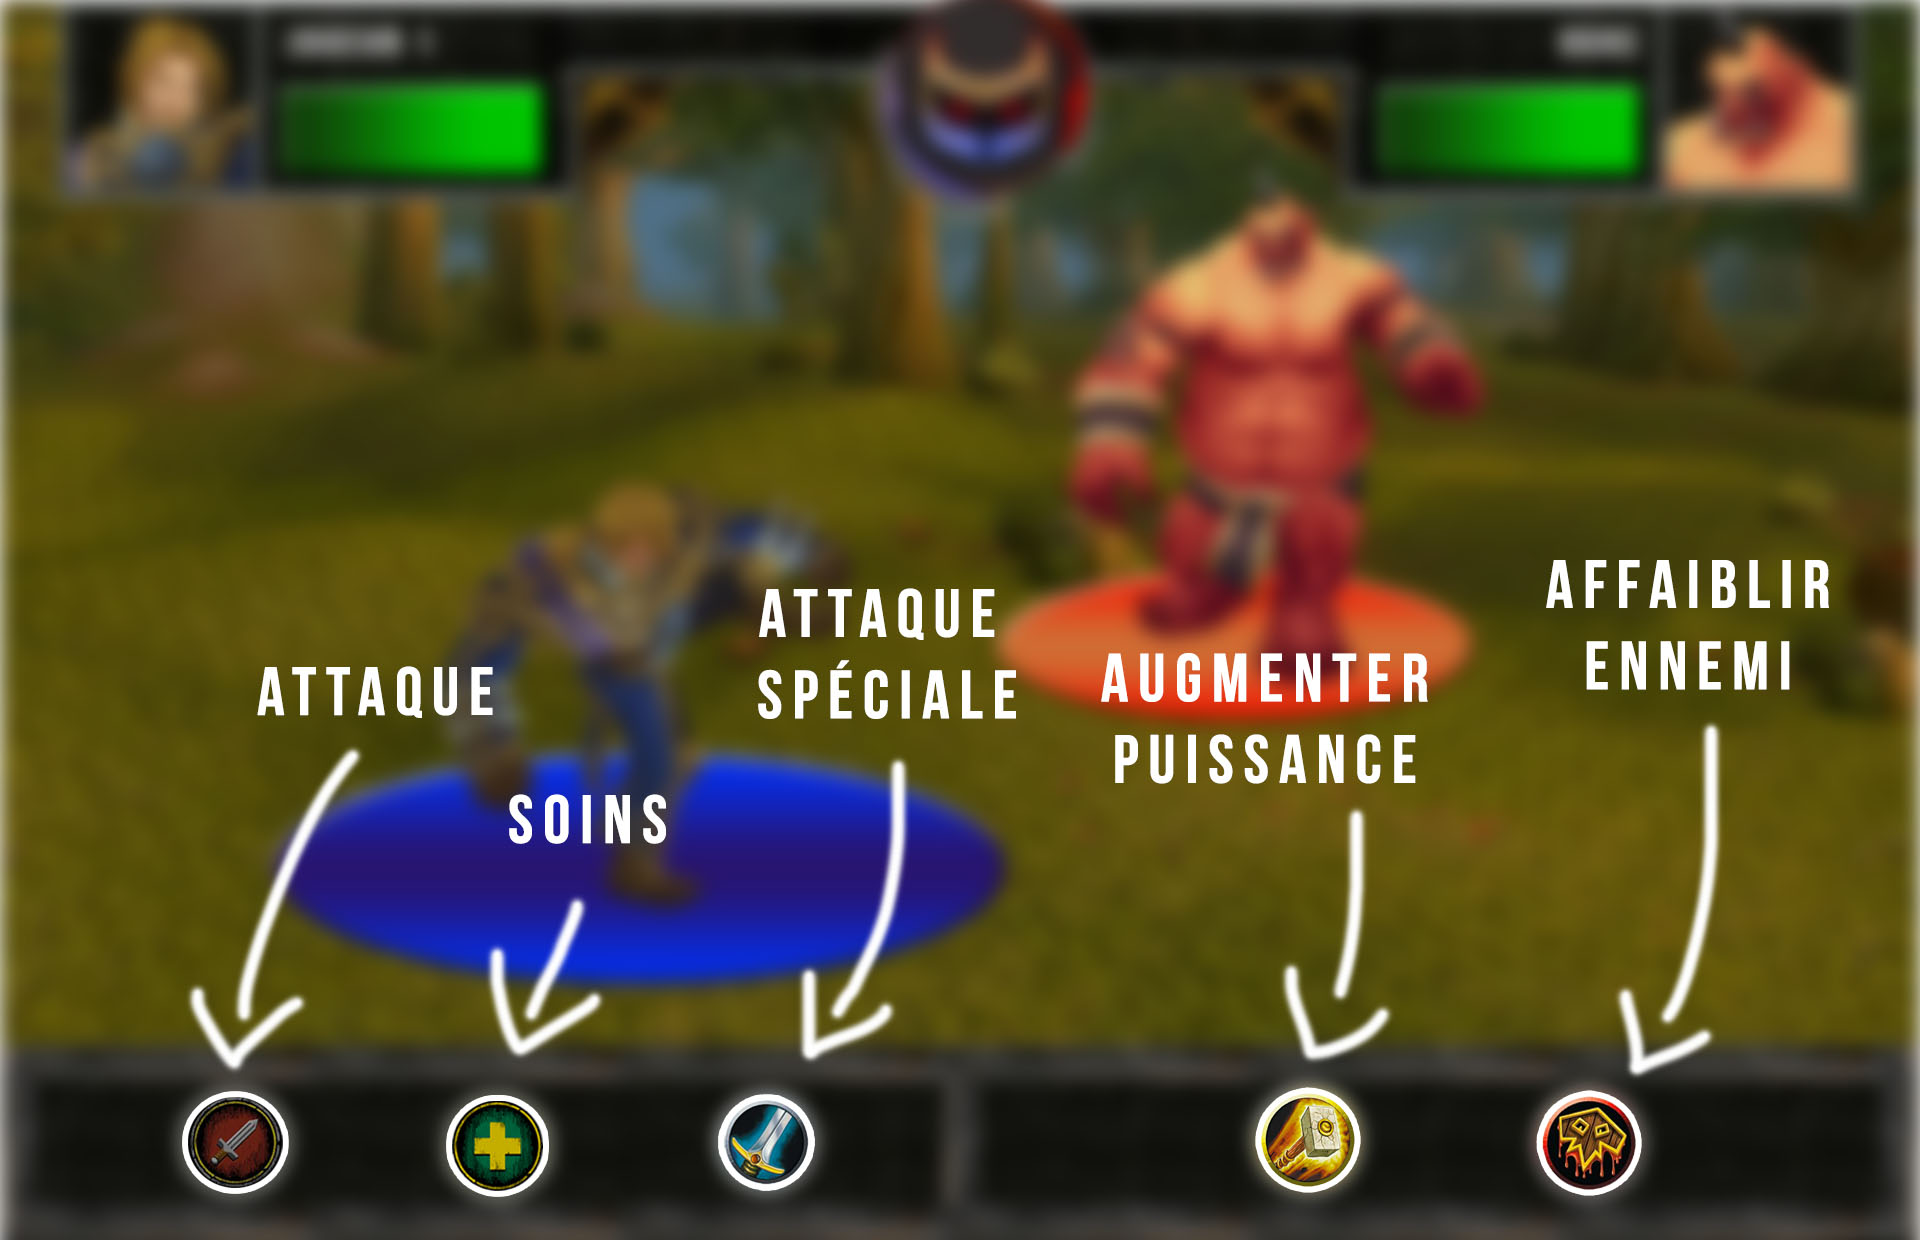 ATTAQUE
SOINS
ATTAQUE
SPÉCIALE
AUGMENTER
PUISSANCE
AFFAIBLIR
ENNEMI